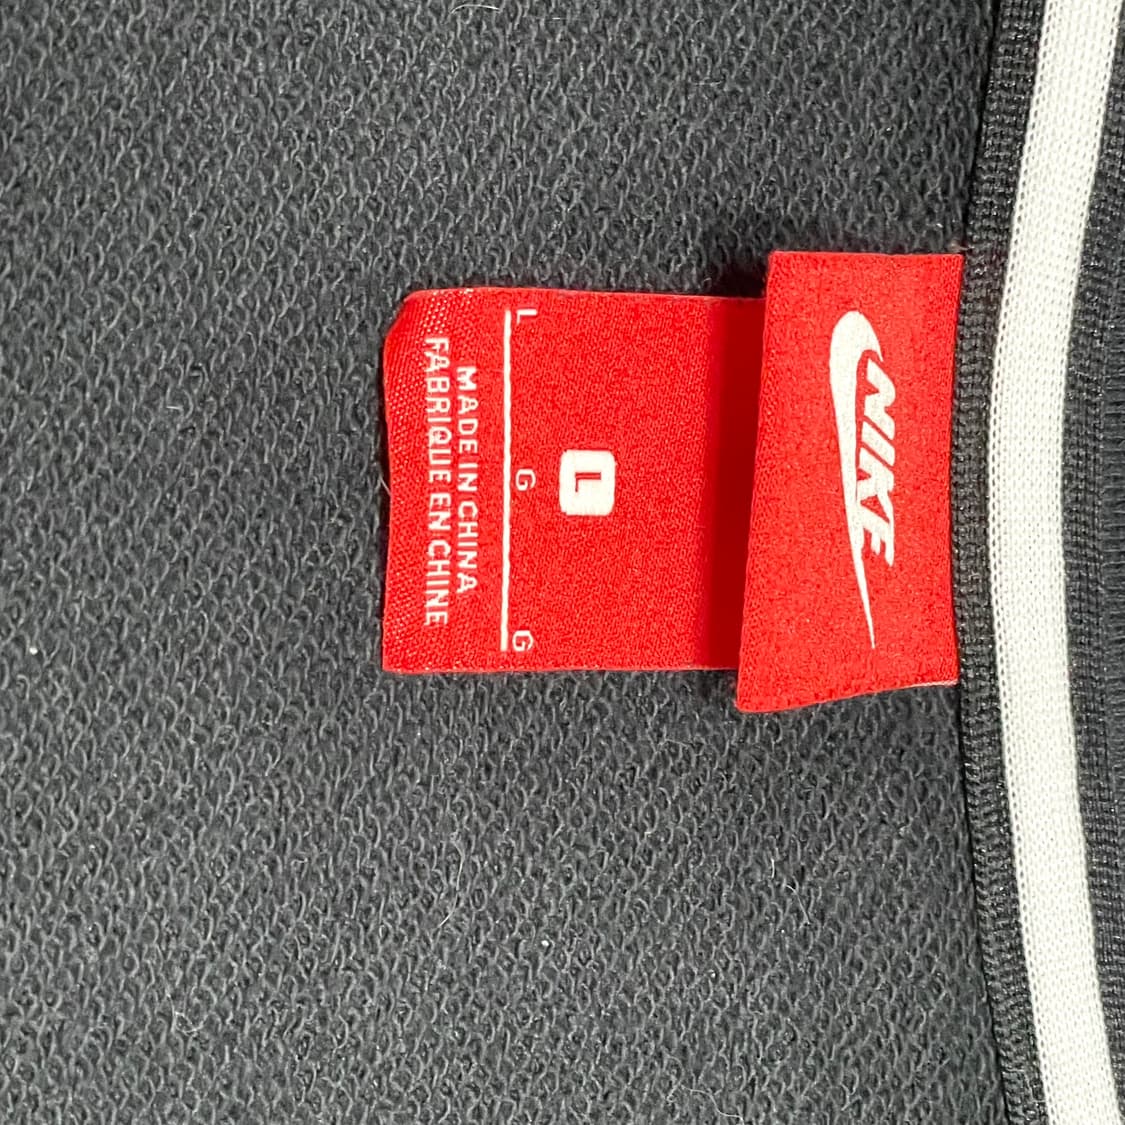 NIKE
L
L G G
MADE IN CHINA
FABRIQUE EN CHINE